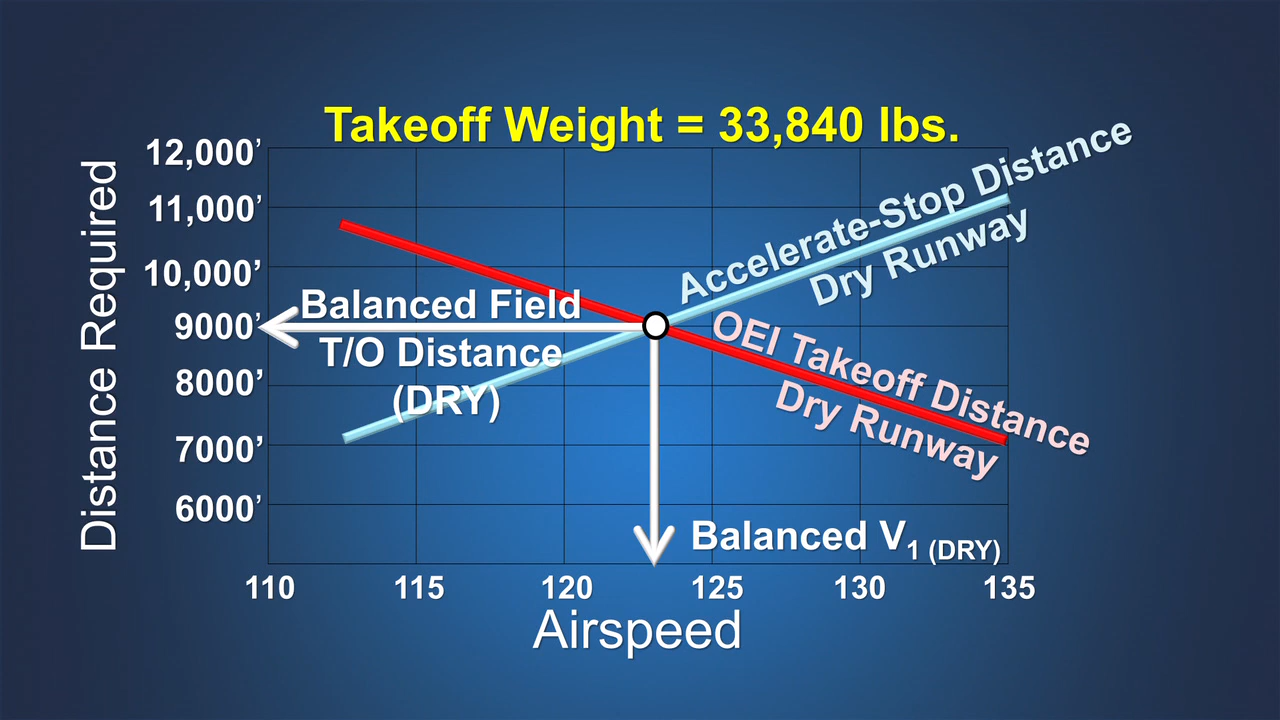 Takeoff Weight = 33,840 lbs.
Distance Required
12,000’
11,000’
10,000’
9000’
8000’
7000’
6000’
Accelerate-Stop Distance
Dry Runway
Balanced Field
T/O Distance
(DRY)
OEI Takeoff Distance
Dry Runway
Balanced V1 (DRY)
110 115 120 125 130 135
Airspeed